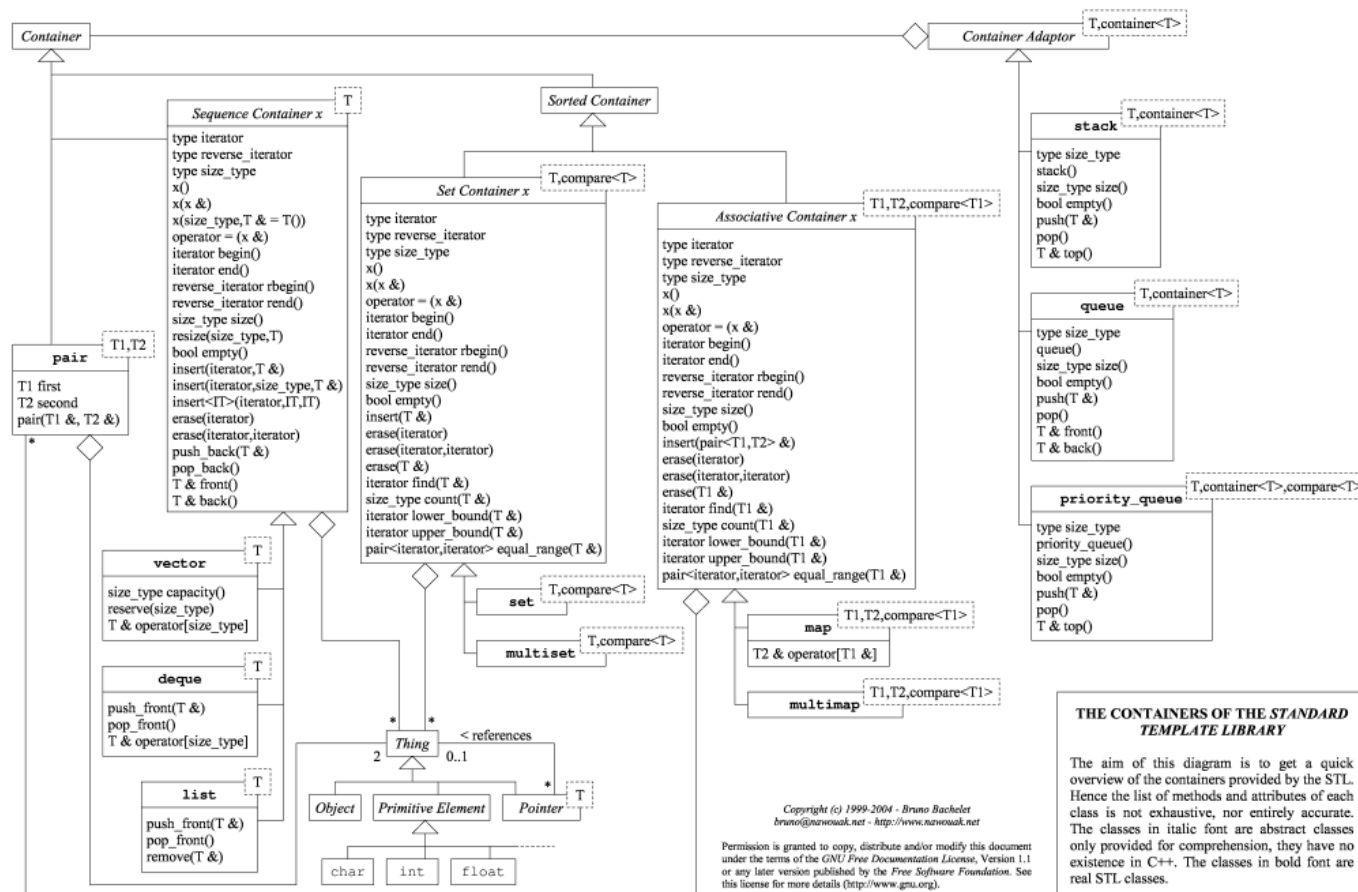 Container
T,container<T>
Container Adaptor
Sorted Container
T
Sequence Container x
type iterator
type reverse_iterator
type size_type
x()
x(x &)
x(size_type,T & = T())
operator = (x &)
iterator begin()
iterator end()
reverse_iterator rbegin()
reverse_iterator rend()
size_type size()
resize(size_type,T)
bool empty()
insert(iterator,T &)
insert(iterator,size_type,T &)
insert<IT>(iterator,IT,IT)
erase(iterator)
erase(iterator,iterator)
push_back(T &)
pop_back()
T & front()
T & back()
T1,T2
pair
T1 first
T2 second
pair(T1 &, T2 &)
*
T,compare<T>
Set Container x
type iterator
type reverse_iterator
type size_type
x()
x(x &)
operator = (x &)
iterator begin()
iterator end()
reverse_iterator rbegin()
reverse_iterator rend()
size_type size()
bool empty()
insert(T &)
erase(iterator)
erase(iterator,iterator)
erase(T &)
iterator find(T &)
size_type count(T &)
iterator lower_bound(T &)
iterator upper_bound(T &)
pair<iterator,iterator> equal_range(T &)
T1,T2,compare<T1>
Associative Container x
type iterator
type reverse_iterator
type size_type
x()
x(x &)
operator = (x &)
iterator begin()
iterator end()
reverse_iterator rbegin()
reverse_iterator rend()
size_type size()
bool empty()
insert(pair<T1,T2> &)
erase(iterator)
erase(iterator,iterator)
erase(T1 &)
iterator find(T1 &)
size_type count(T1 &)
iterator lower_bound(T1 &)
iterator upper_bound(T1 &)
pair<iterator,iterator> equal_range(T1 &)
T,container<T>
stack
type size_type
stack()
size_type size()
bool empty()
push(T &)
pop()
T & top()
T,container<T>
queue
type size_type
queue()
size_type size()
bool empty()
push(T &)
pop()
T & front()
T & back()
T,container<T>,compare<T>
priority_queue
type size_type
priority_queue()
size_type size()
bool empty()
push(T &)
pop()
T & top()
T
vector
size_type capacity()
reserve(size_type)
T & operator[size_type]
T
deque
push_front(T &)
pop_front()
T & operator[size_type]
T
list
push_front(T &)
pop_front()
remove(T &)
T,compare<T>
set
T,compare<T>
multiset
T1,T2,compare<T1>
map
T2 & operator[T1 &]
T1,T2,compare<T1>
multimap
* *
Thing
< references
2 0..1
*
Object
Primitive Element
Pointer
T
char
int
float
Copyright (c) 1999-2004 - Bruno Bachelet
bruno@nawouak.net - http://www.nawouak.net
Permission is granted to copy, distribute and/or modify this document
under the terms of the GNU Free Documentation License, Version 1.1
or any later version published by the Free Software Foundation. See
this license for more details (http://www.gnu.org).
THE CONTAINERS OF THE STANDARD
TEMPLATE LIBRARY
The aim of this diagram is to get a quick
overview of the containers provided by the STL.
Hence the list of methods and attributes of each
class is not exhaustive, nor entirely accurate.
The classes in italic font are abstract classes
only provided for comprehension, they have no
existence in C++. The classes in bold font are
real STL classes.